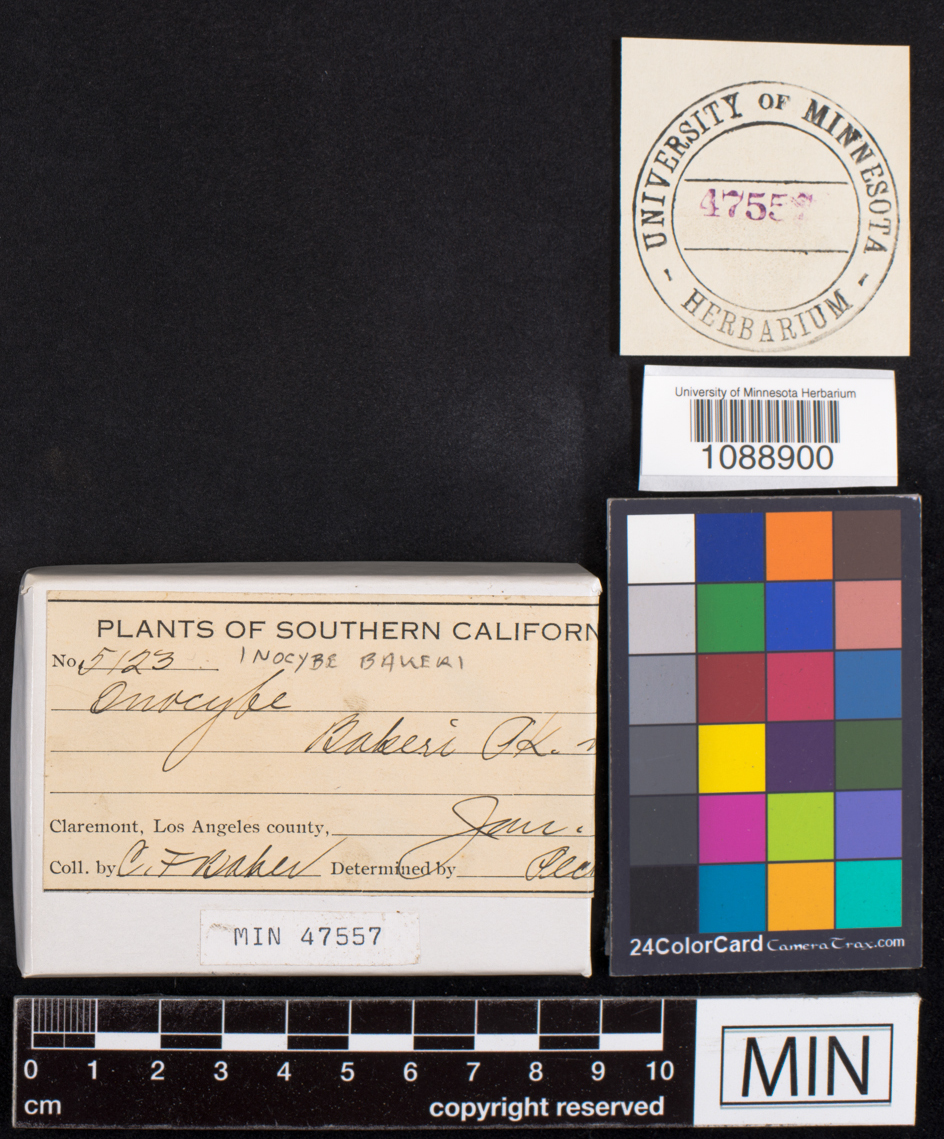 UNIVERSITY OF MINNESOTA
47557
- HERBARIUM -
University of Minnesota Herbarium
1088900
PLANTS OF SOUTHERN CALIFORN
No. 5123 INOCYBE BAKERI
Inocybe
Bakeri Pk.
Claremont, Los Angeles county, Jan.
Coll. by C. F. Baker Determined by Pec
MIN 47557
24ColorCard CameraTrax.com
0 1 2 3 4 5 6 7 8 9 10
cm copyright reserved
MIN